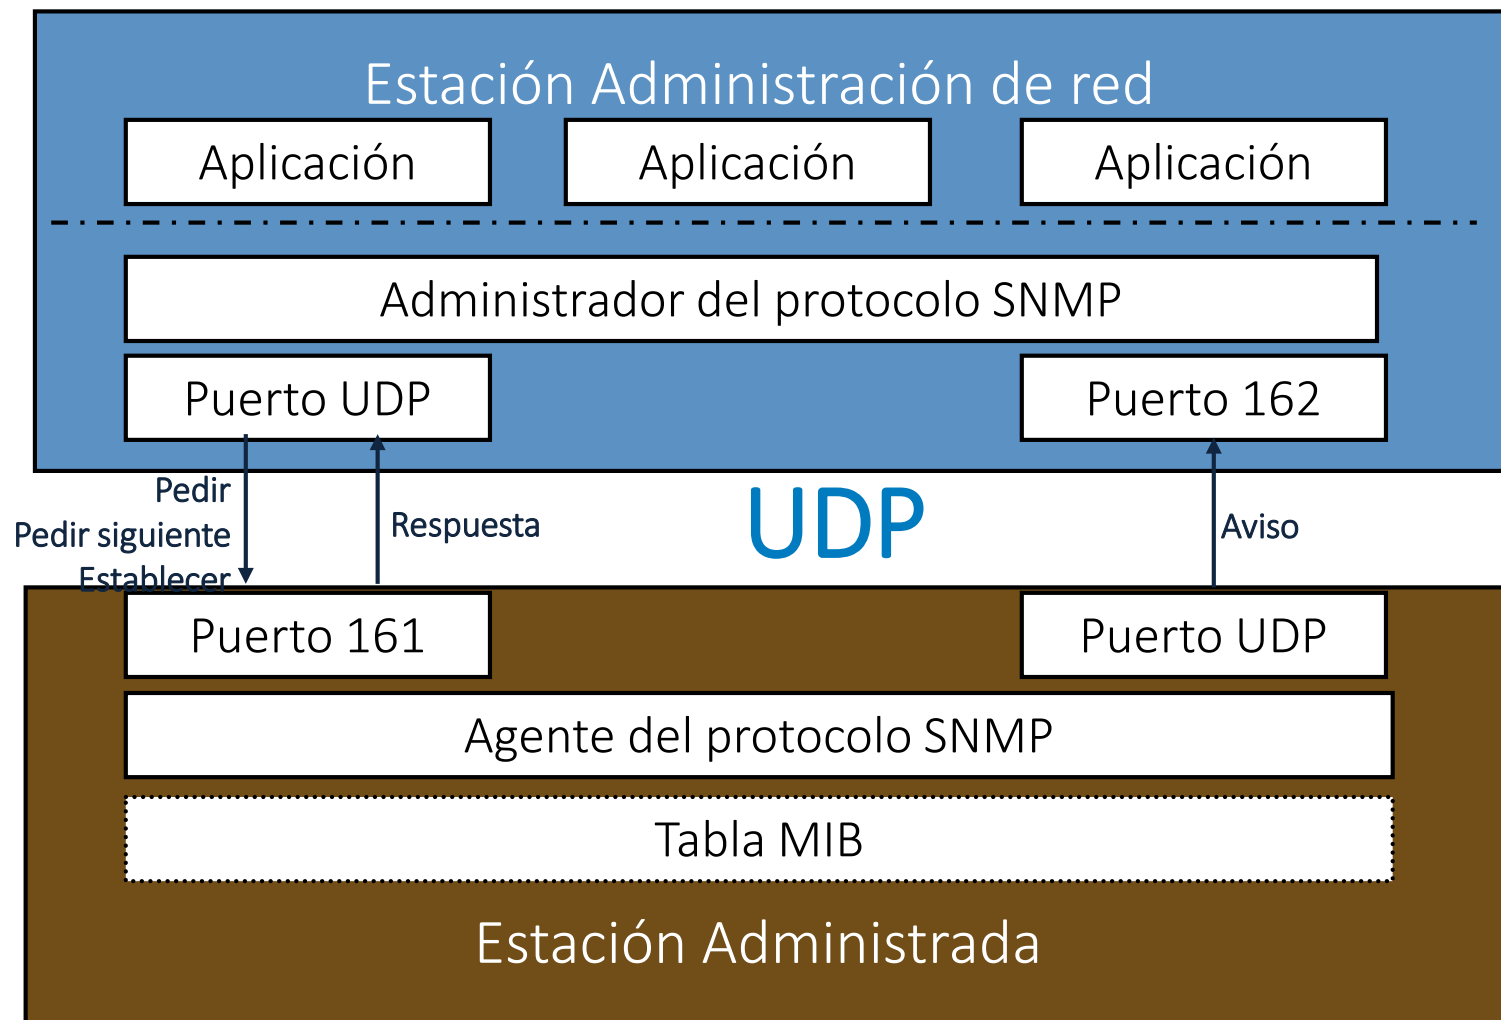 Estación Administración de red
Aplicación
Aplicación
Aplicación
Administrador del protocolo SNMP
Puerto UDP
Puerto 162
Pedir
Pedir siguiente
Establecer
Respuesta
UDP
Aviso
Puerto 161
Puerto UDP
Agente del protocolo SNMP
Tabla MIB
Estación Administrada